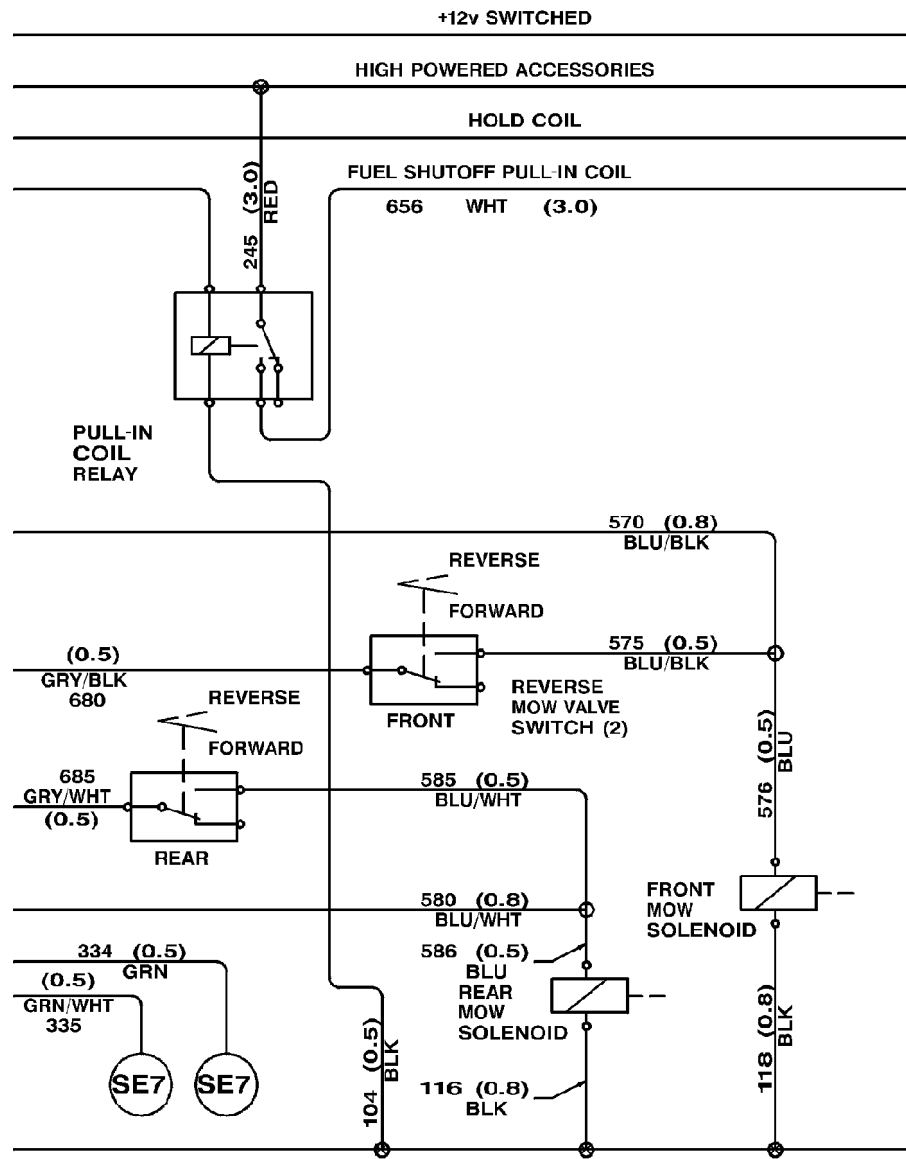 +12v SWITCHED
HIGH POWERED ACCESSORIES
HOLD COIL
FUEL SHUTOFF PULL-IN COIL
656 WHT (3.0)
245 (3.0)
RED
PULL-IN
COIL
RELAY
570 (0.8)
BLU/BLK
REVERSE
FORWARD
575 (0.5)
BLU/BLK
(0.5)
GRY/BLK
680
FRONT
REVERSE
MOW VALVE
SWITCH (2)
REVERSE
FORWARD
576 (0.5)
BLU
685
GRY/WHT
(0.5)
585 (0.5)
BLU/WHT
REAR
FRONT
MOW
SOLENOID
580 (0.8)
BLU/WHT
586 (0.5)
BLU
REAR
MOW
SOLENOID
334 (0.5)
GRN
(0.5)
GRN/WHT
335
SE7
SE7
104 (0.5)
BLK
116 (0.8)
BLK
118 (0.8)
BLK